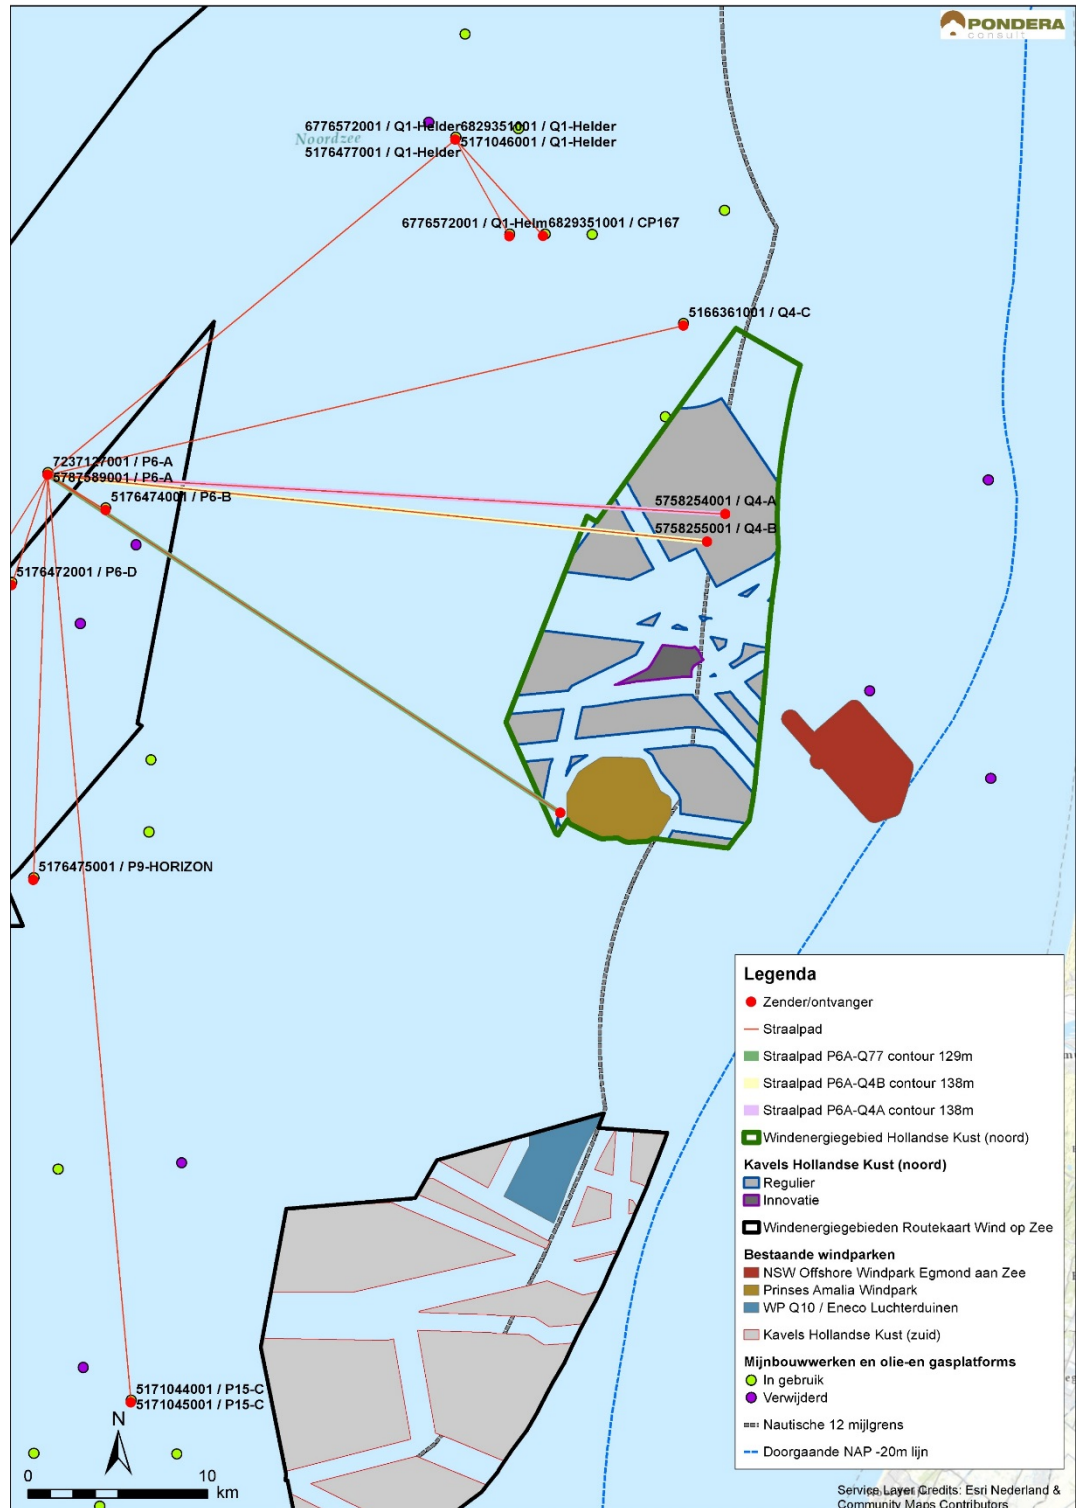 PONDERA
consult
6776572001 / Q1-Helder
6829351001 / Q1-Helder
Noordzee
5171046001 / Q1-Helder
5176477001 / Q1-Helder
6776572001 / Q1-Helm
6829351001 / CP167
5166361001 / Q4-C
7237127001 / P6-A
5787589001 / P6-A
5176474001 / P6-B
5758254001 / Q4-A
5758255001 / Q4-B
5176472001 / P6-D
5176475001 / P9-HORIZON
Legenda
Zender/ontvanger
Straalpad
Straalpad P6A-Q77 contour 129m
Straalpad P6A-Q4B contour 138m
Straalpad P6A-Q4A contour 138m
Windenergiegebied Hollandse Kust (noord)
Kavels Hollandse Kust (noord)
Regulier
Innovatie
Windenergiegebieden Routekaart Wind op Zee
Bestaande windparken
NSW Offshore Windpark Egmond aan Zee
Prinses Amalia Windpark
WP Q10 / Eneco Luchterduinen
Kavels Hollandse Kust (zuid)
Mijnbouwwerken en olie-en gasplatforms
In gebruik
Verwijderd
Nautische 12 mijlgrens
Doorgaande NAP -20m lijn
5171044001 / P15-C
5171045001 / P15-C
N
0 10
km
Service Layer Credits: Esri Nederland &
Community Maps Contributors